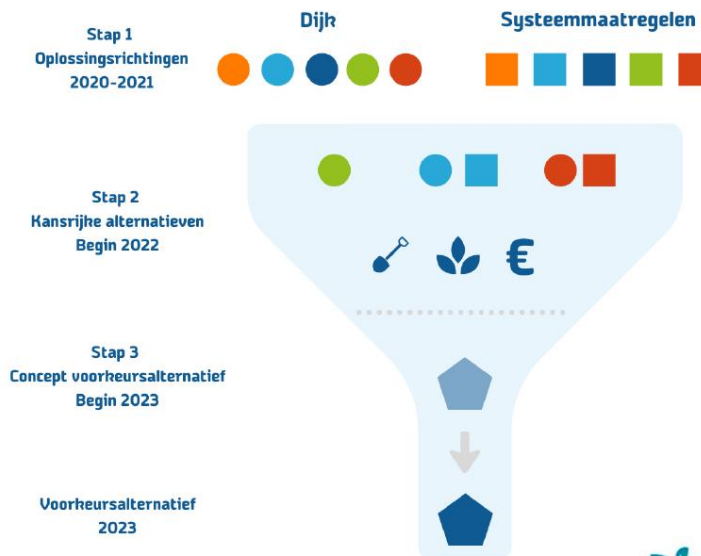 Dijk
Systeemmaatregelen
Stap 1
Oplossingsrichtingen
2020-2021
Stap 2
Kansrijke alternatieven
Begin 2022
€
Stap 3
Concept voorkeursalternatief
Begin 2023
Voorkeursalternatief
2023